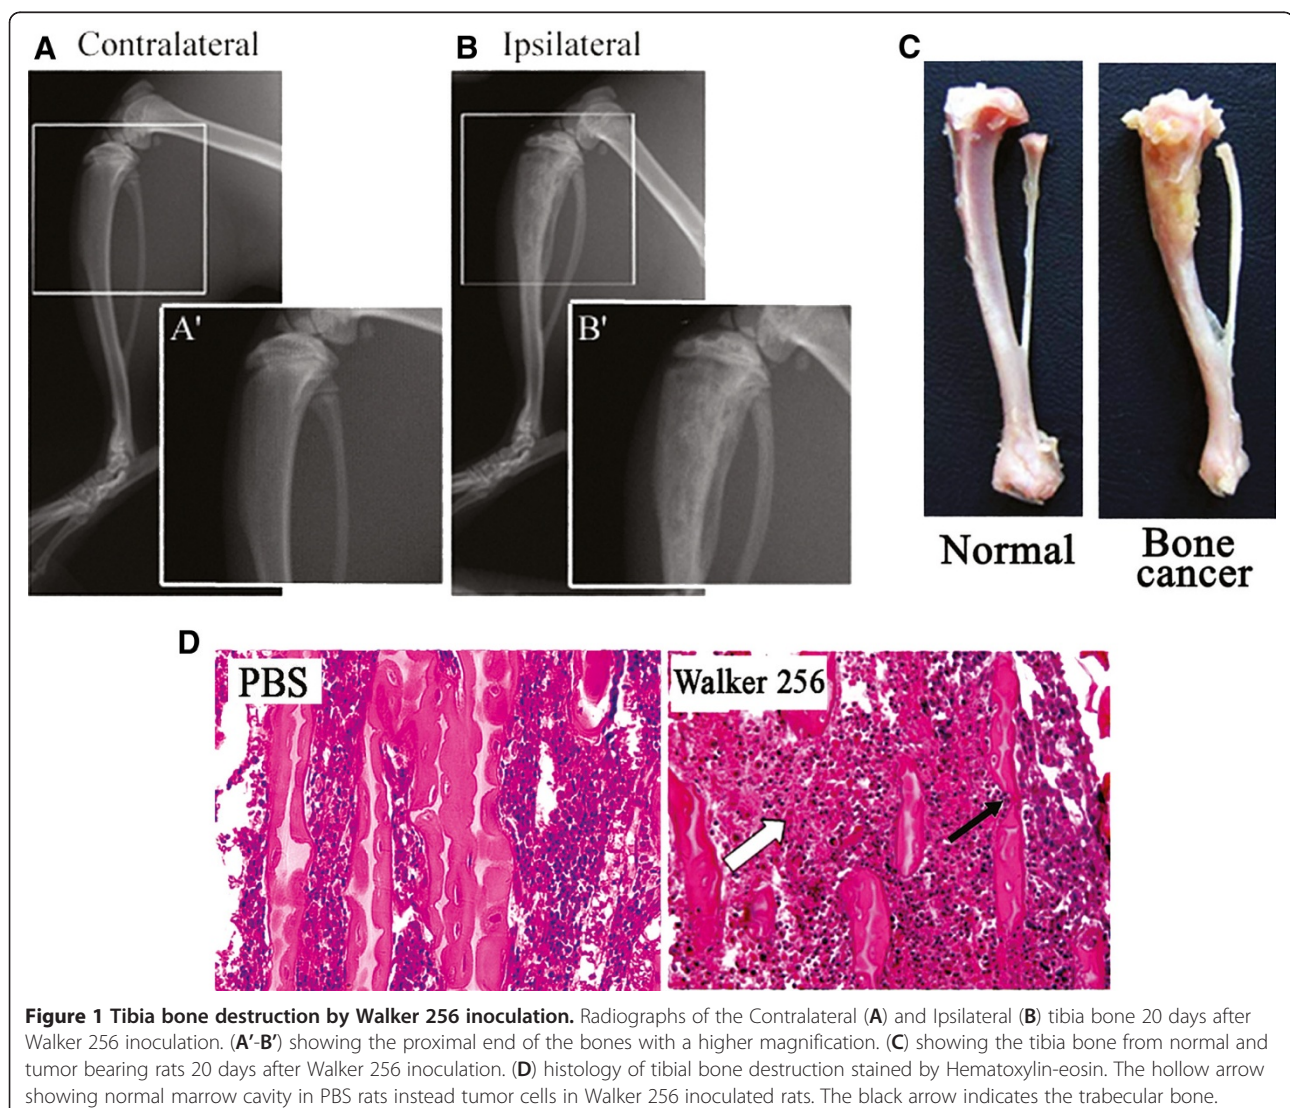 A Contralateral
B Ipsilateral
C
A'
B'
Normal
Bone
cancer
D
PBS
Walker 256
Figure 1 Tibia bone destruction by Walker 256 inoculation. Radiographs of the Contralateral (A) and Ipsilateral (B) tibia bone 20 days after
Walker 256 inoculation. (A′-B′) showing the proximal end of the bones with a higher magnification. (C) showing the tibia bone from normal and
tumor bearing rats 20 days after Walker 256 inoculation. (D) histology of tibial bone destruction stained by Hematoxylin-eosin. The hollow arrow
showing normal marrow cavity in PBS rats instead tumor cells in Walker 256 inoculated rats. The black arrow indicates the trabecular bone.